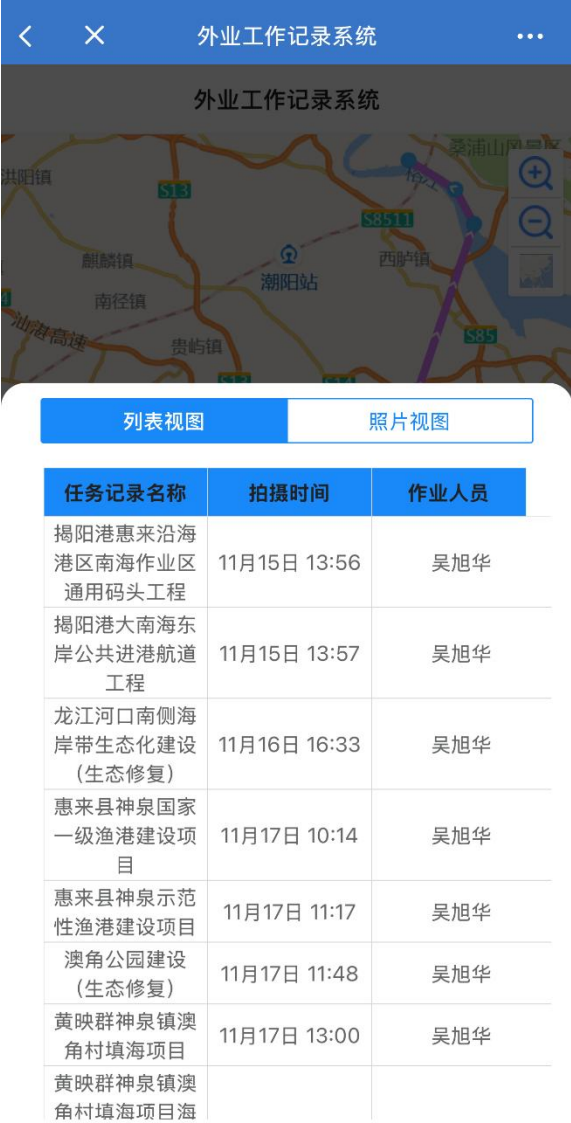 外业工作记录系统
外业工作记录系统
桑浦山风景区
洪阳镇
S13
榕江
S8511
麒麟镇
潮阳站
西胪镇
南径镇
汕湛高速
贵屿镇
S85
列表视图 照片视图
任务记录名称 拍摄时间 作业人员
揭阳港惠来沿海
港区南海作业区 11月15日 13:56 吴旭华
通用码头工程
揭阳港大南海东
岸公共进港航道 11月15日 13:57 吴旭华
工程
龙江河口南侧海
岸带生态化建设 11月16日 16:33 吴旭华
（生态修复）
惠来县神泉国家
一级渔港建设项 11月17日 10:14 吴旭华
目
惠来县神泉示范
性渔港建设项目 11月17日 11:17 吴旭华
澳角公园建设
（生态修复） 11月17日 11:48 吴旭华
黄映群神泉镇澳
角村填海项目 11月17日 13:00 吴旭华
黄映群神泉镇澳
角村填海项目海